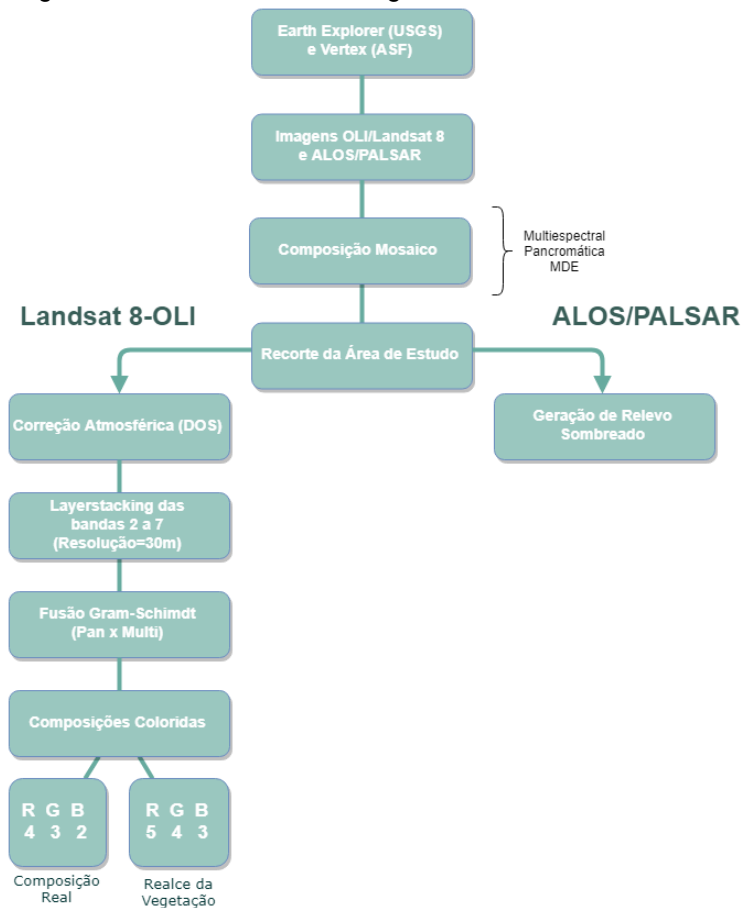 Earth Explorer (USGS)
e Vertex (ASF)
Imagens OLI/Landsat 8
e ALOS/PALSAR
Composição Mosaico
Multiespectral
Pancromática
MDE
Landsat 8-OLI
ALOS/PALSAR
Recorte da Área de Estudo
Correção Atmosférica (DOS)
Geração de Relevo
Sombreado
Layerstacking das
bandas 2 a 7
(Resolução=30m)
Fusão Gram-Schimdt
(Pan x Multi)
Composições Coloridas
R G B
4 3 2
R G B
5 4 3
Composição
Real
Realce da
Vegetação